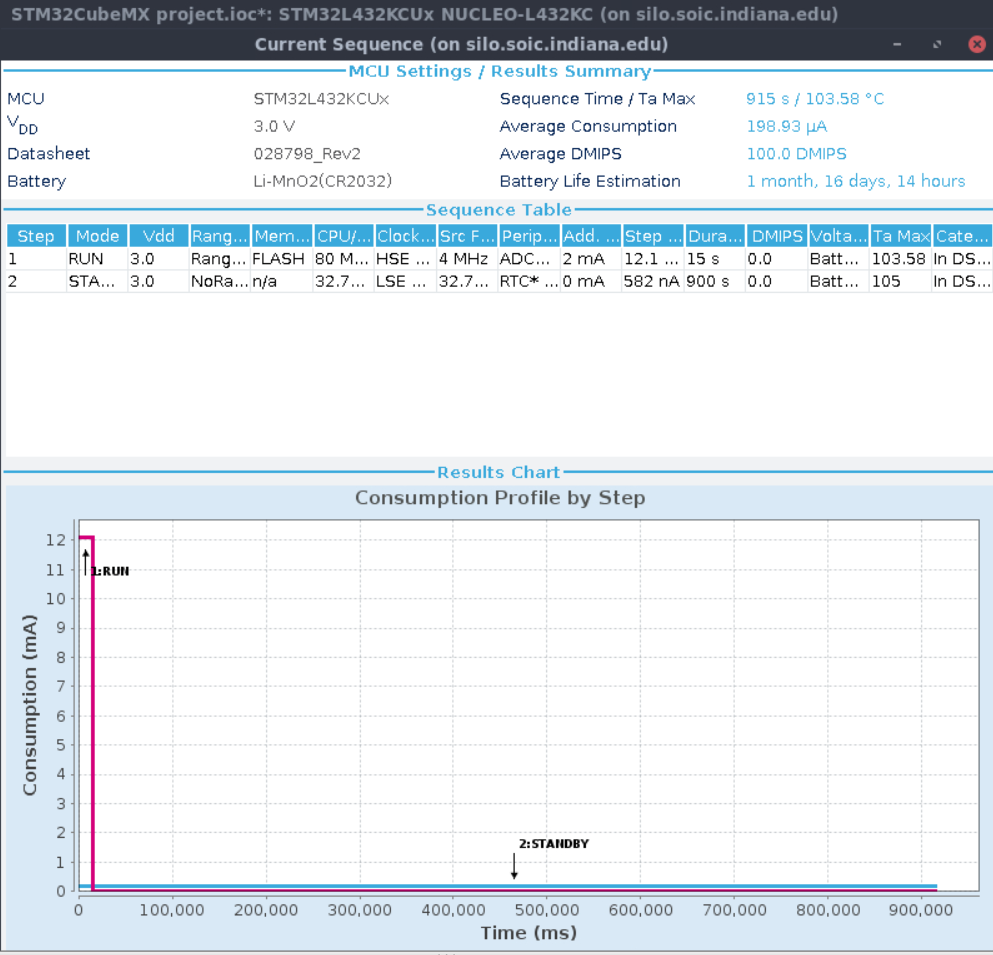 STM32CubeMX project.ioc*: STM32L432KCUx NUCLEO-L432KC (on silo.soic.indiana.edu)
Current Sequence (on silo.soic.indiana.edu)
MCU Settings / Results Summary
MCU STM32L432KCUx Sequence Time / Ta Max 915 s / 103.58 °C
VDD 3.0 V Average Consumption 198.93 µA
Datasheet 028798_Rev2 Average DMIPS 100.0 DMIPS
Battery Li-MnO2(CR2032) Battery Life Estimation 1 month, 16 days, 14 hours
Sequence Table
Step Mode Vdd Rang... Mem... CPU/... Clock... Src F... Perip... Add. ... Step ... Dura... DMIPS Volta... Ta Max Cate...
1 RUN 3.0 Rang... FLASH 80 M... HSE ... 4 MHz ADC... 2 mA 12.1 ... 15 s 0.0 Batt... 103.58 In DS...
2 STA... 3.0 NoRa... n/a 32.7... LSE ... 32.7... RTC* ... 0 mA 582 nA 900 s 0.0 Batt... 105 In DS...
Results Chart
Consumption Profile by Step
Consumption (mA)
12
11
10
9
8
7
6
5
4
3
2
1
0
1:RUN
2:STANDBY
0 100,000 200,000 300,000 400,000 500,000 600,000 700,000 800,000 900,000
Time (ms)